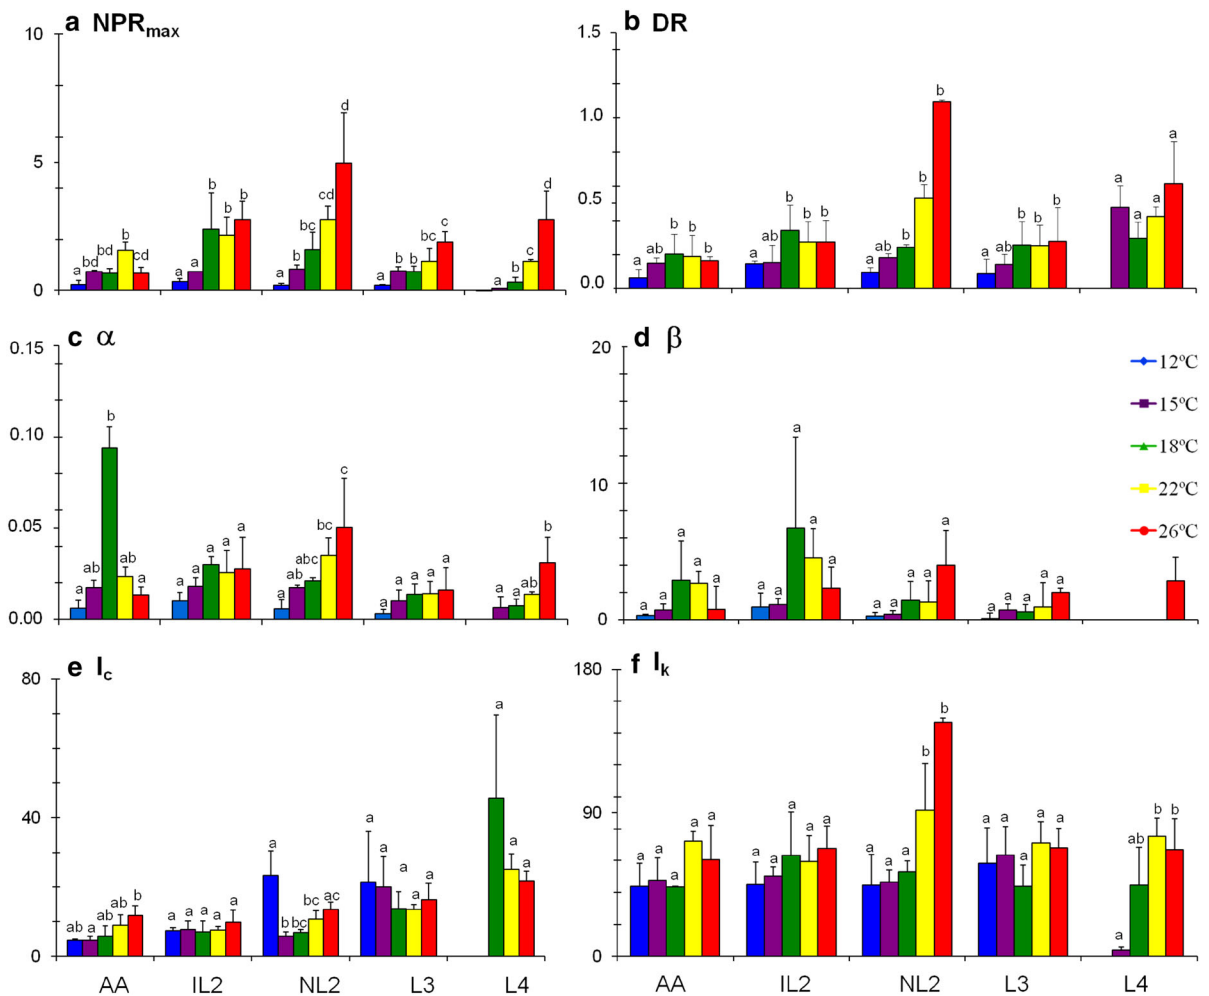 a NPRmax
10
5
0
a bd bd b cd
a a b b b
a b bc cd d
a b b bc c
a b c d
b DR
1.5
1.0
0.5
0.0
a ab b b b
a ab b b b
a ab b b b
a ab b b b
a a a a
c α
0.15
0.10
0.05
0.00
a ab b ab a
a a a a a
a ab abc bc c
a a a a a
a a ab b
d β
20
10
0
a a a a a
a a a a a
a a a a a
a a a a a
12ºC
15ºC
18ºC
22ºC
26ºC
e Ic
80
40
0
ab a ab ab b
a a a a a
a b bc bc ac
a a a a a
a a a
f Ik
180
90
0
a a a a a
a a a a a
a a a b b
a a a a a
a ab b b
AA IL2 NL2 L3 L4
AA IL2 NL2 L3 L4